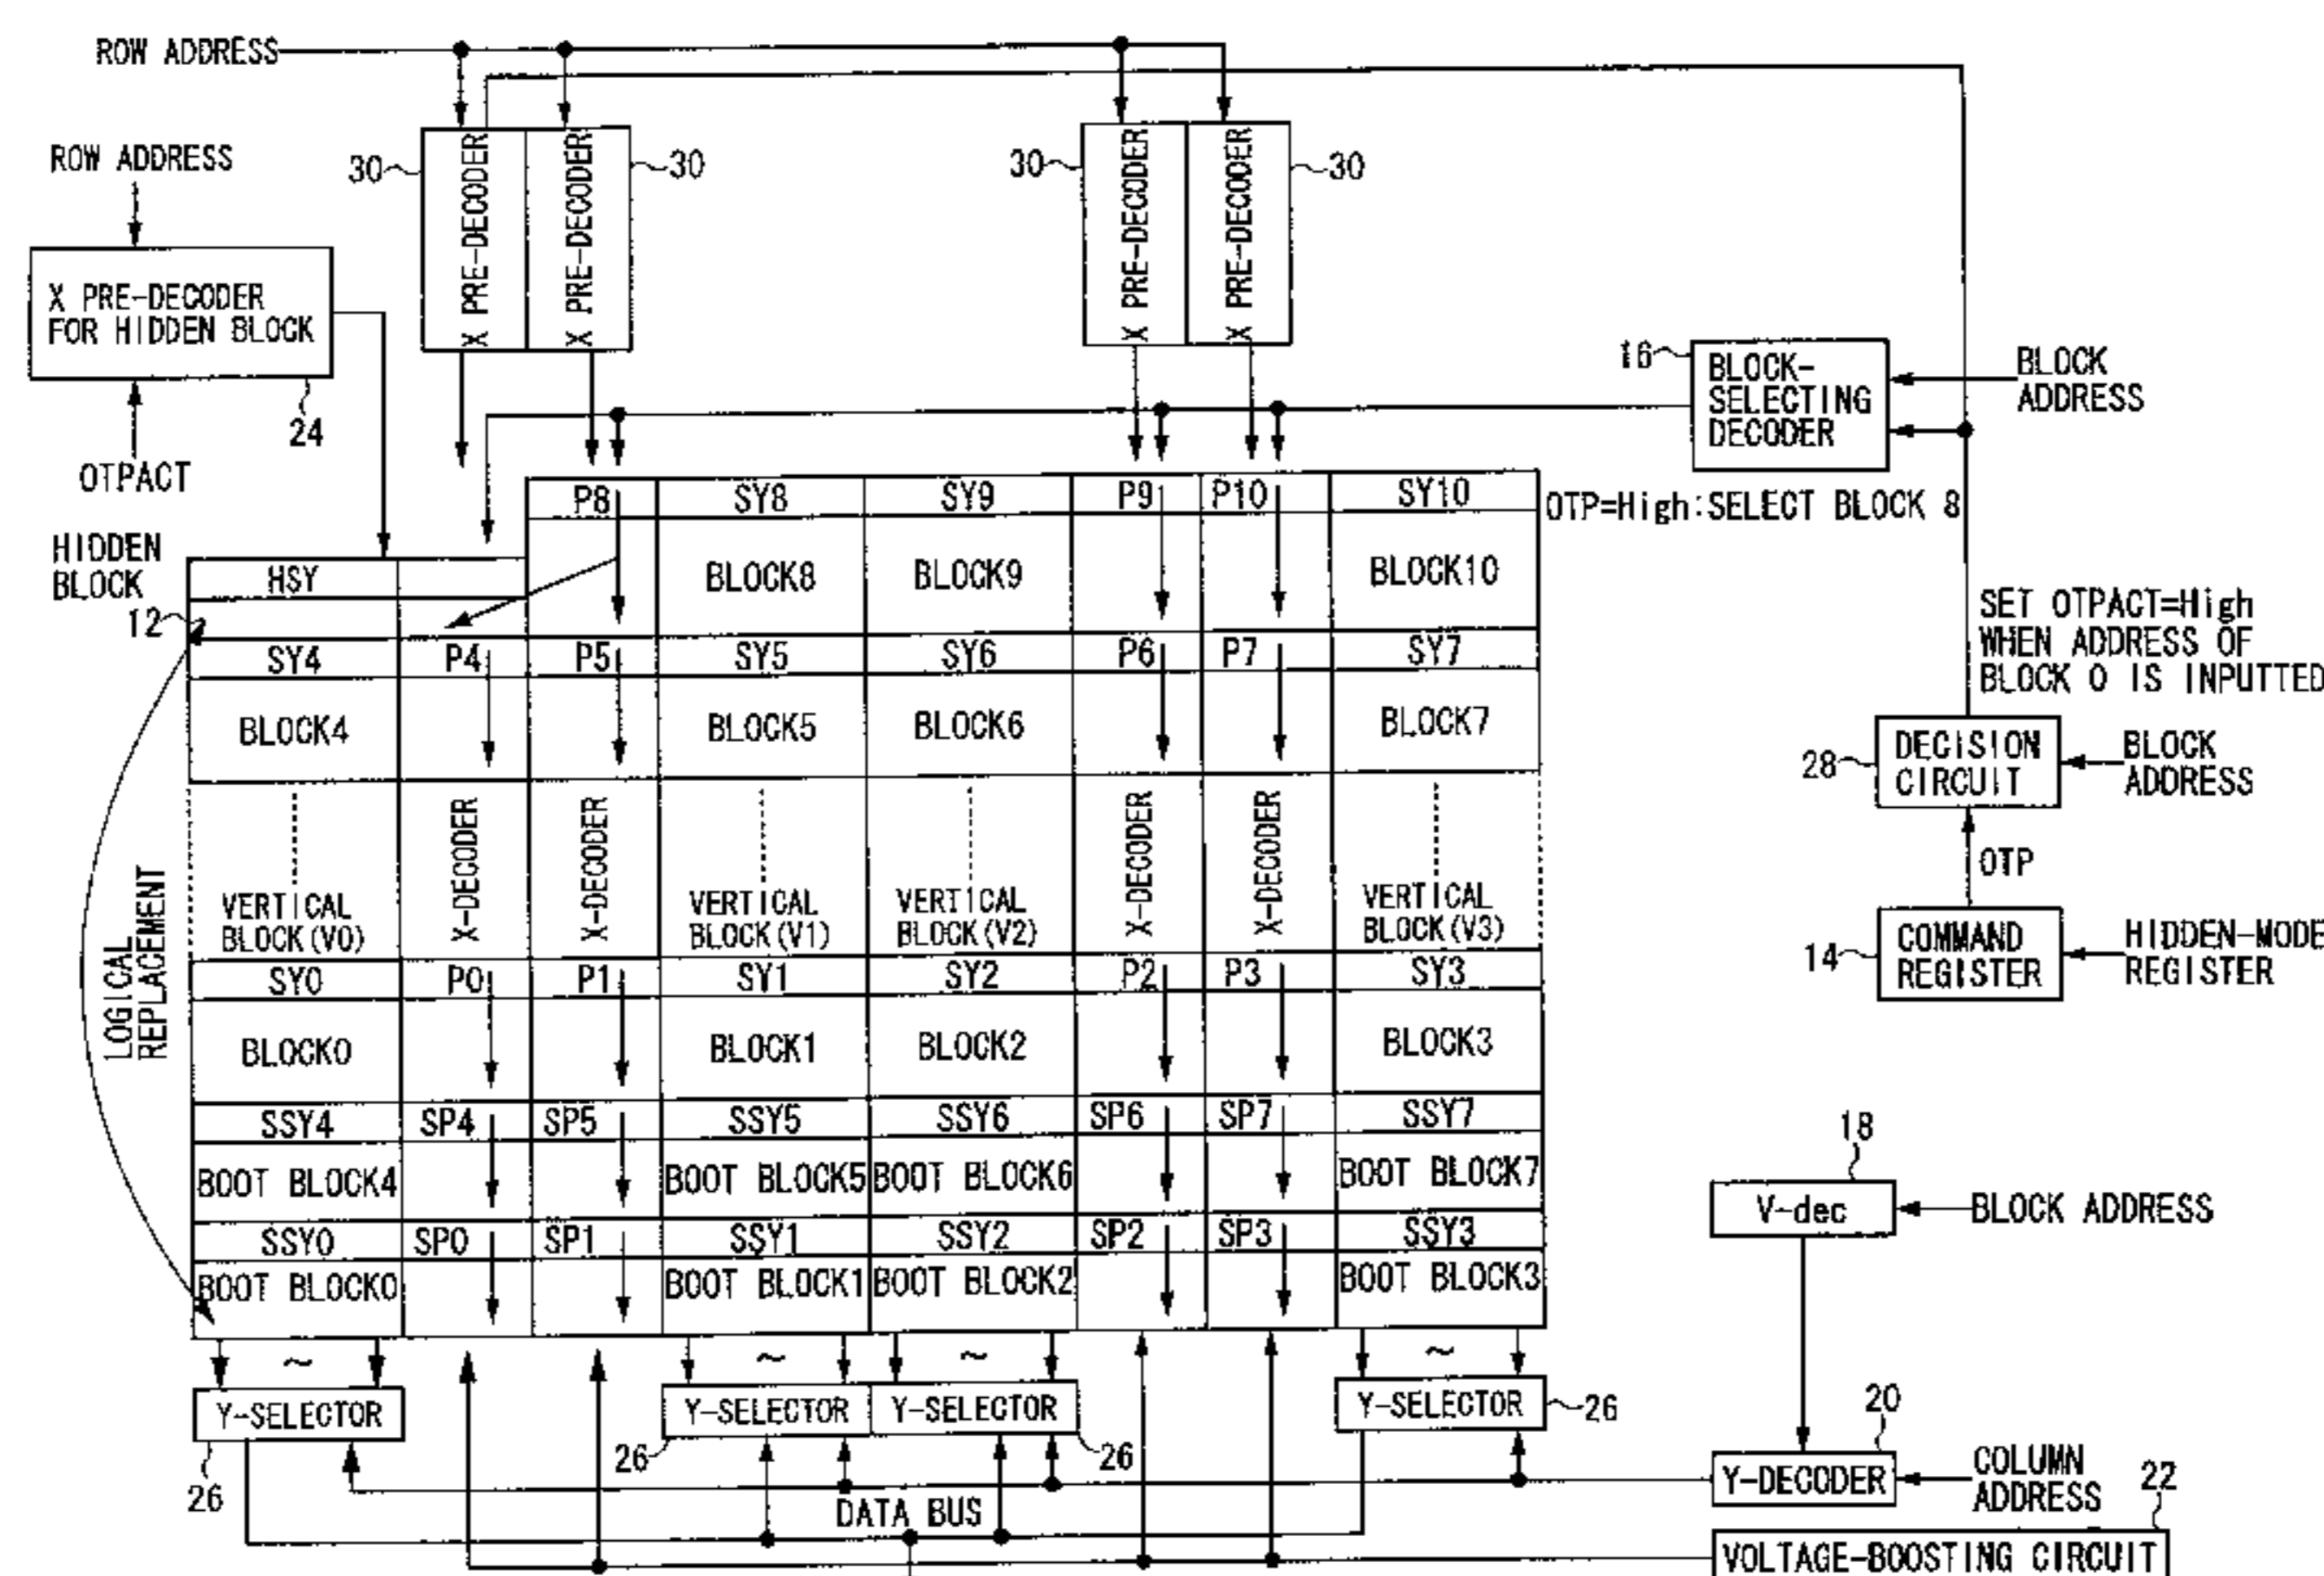 ROW ADDRESS
ROW ADDRESS
30
X PRE-DECODER
X PRE-DECODER
30
30
X PRE-DECODER
X PRE-DECODER
30
X PRE-DECODER
FOR HIDDEN BLOCK
24
OTPACT
16
BLOCK-
SELECTING
DECODER
BLOCK
ADDRESS
OTP=High:SELECT BLOCK 8
HIDDEN
BLOCK
12
HSY
P8
SY8
SY9
P9
P10
SY10
BLOCK8
BLOCK9
BLOCK10
SET OTPACT=High
WHEN ADDRESS OF
BLOCK 0 IS INPUTTED
SY4
P4
P5
SY5
SY6
P6
P7
SY7
BLOCK4
BLOCK5
BLOCK6
BLOCK7
28
DECISION
CIRCUIT
BLOCK
ADDRESS
OTP
LOGICAL
REPLACEMENT
VERTICAL
BLOCK(V0)
X-DECODER
X-DECODER
VERTICAL
BLOCK(V1)
VERTICAL
BLOCK(V2)
X-DECODER
X-DECODER
VERTICAL
BLOCK(V3)
14
COMMAND
REGISTER
HIDDEN-MODE
REGISTER
SY0
P0
P1
SY1
SY2
P2
P3
SY3
BLOCK0
BLOCK1
BLOCK2
BLOCK3
SSY4
SP4
SP5
SSY5
SSY6
SP6
SP7
SSY7
BOOT BLOCK4
BOOT BLOCK5
BOOT BLOCK6
BOOT BLOCK7
18
V-dec
BLOCK ADDRESS
SSY0
SP0
SP1
SSY1
SSY2
SP2
SP3
SSY3
BOOT BLOCK0
BOOT BLOCK1
BOOT BLOCK2
BOOT BLOCK3
~
~
~
~
Y-SELECTOR
26
Y-SELECTOR
26
Y-SELECTOR
26
Y-SELECTOR
26
20
Y-DECODER
COLUMN
ADDRESS
DATA BUS
22
VOLTAGE-BOOSTING CIRCUIT